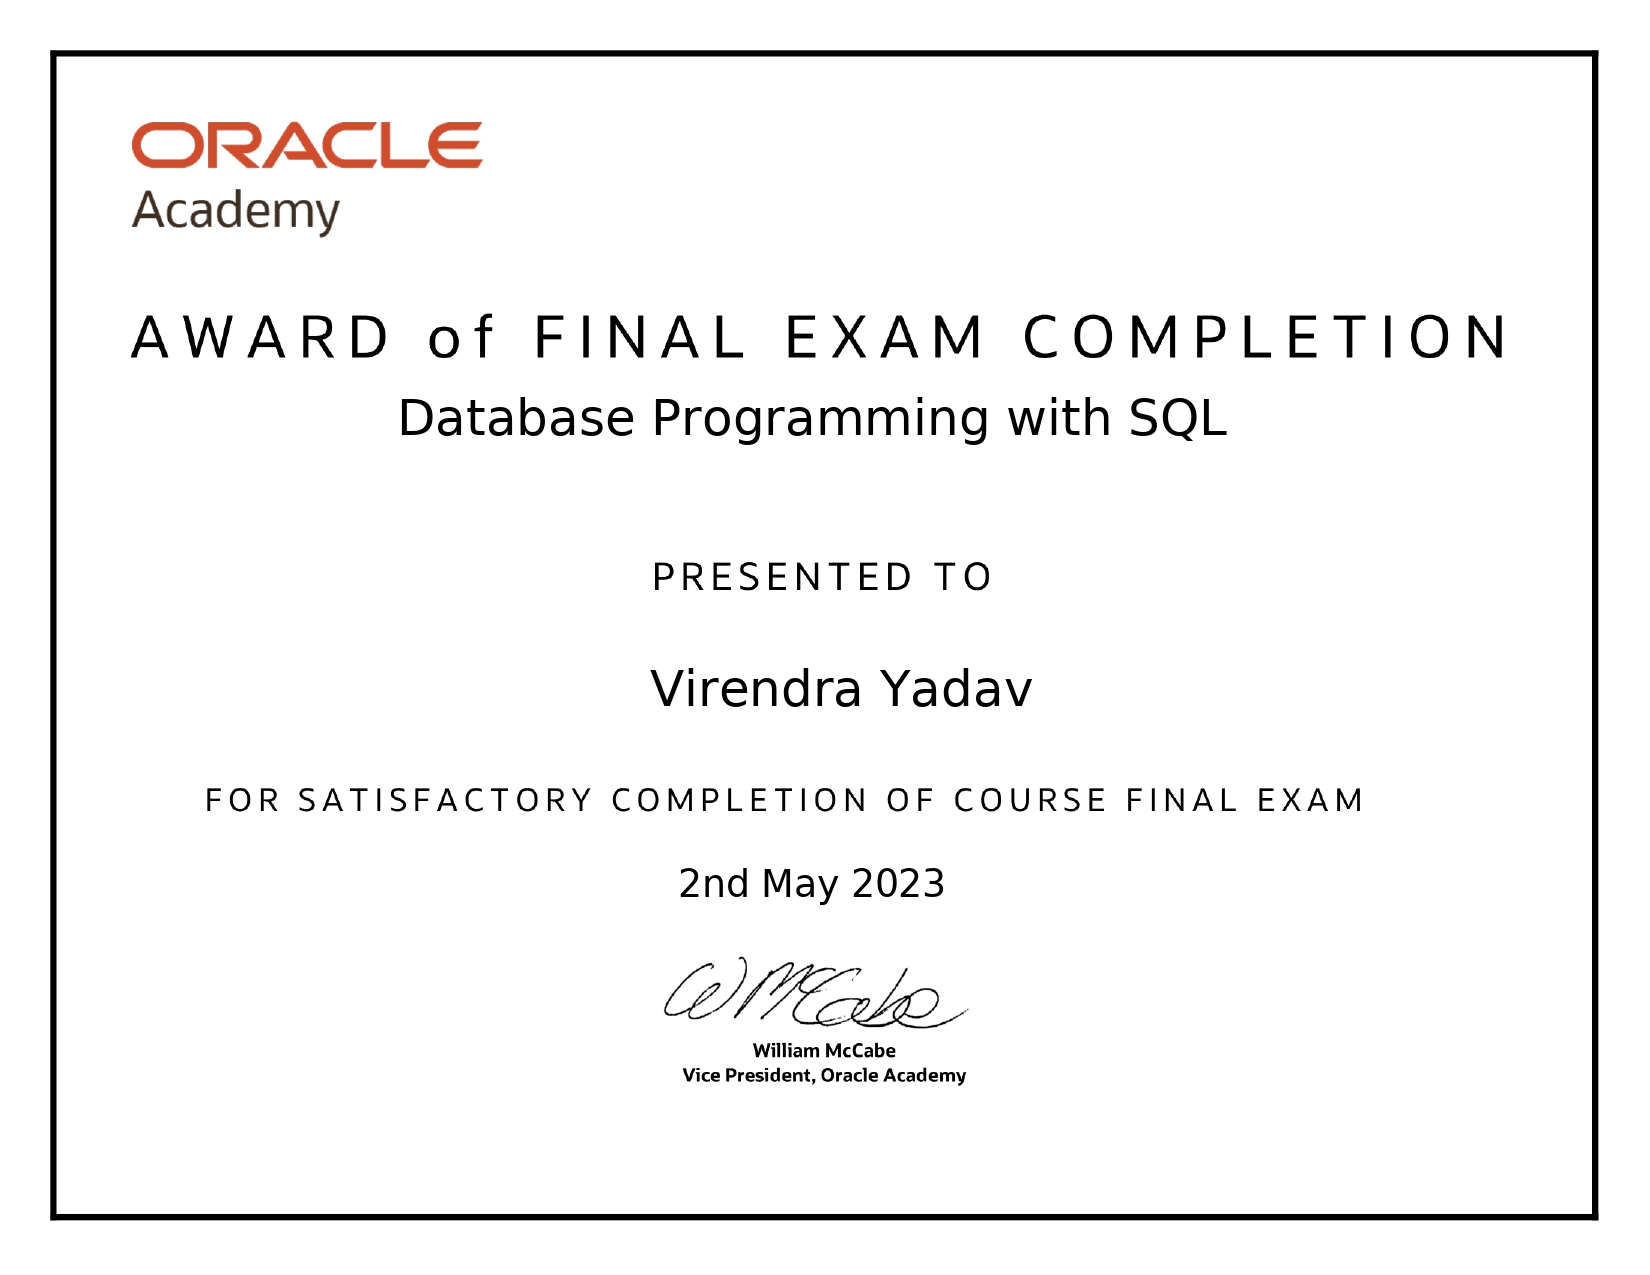 ORACLE
Academy
AWARD of FINAL EXAM COMPLETION
Database Programming with SQL
PRESENTED TO
Virendra Yadav
FOR SATISFACTORY COMPLETION OF COURSE FINAL EXAM
2nd May 2023
W McCabe
William McCabe
Vice President, Oracle Academy